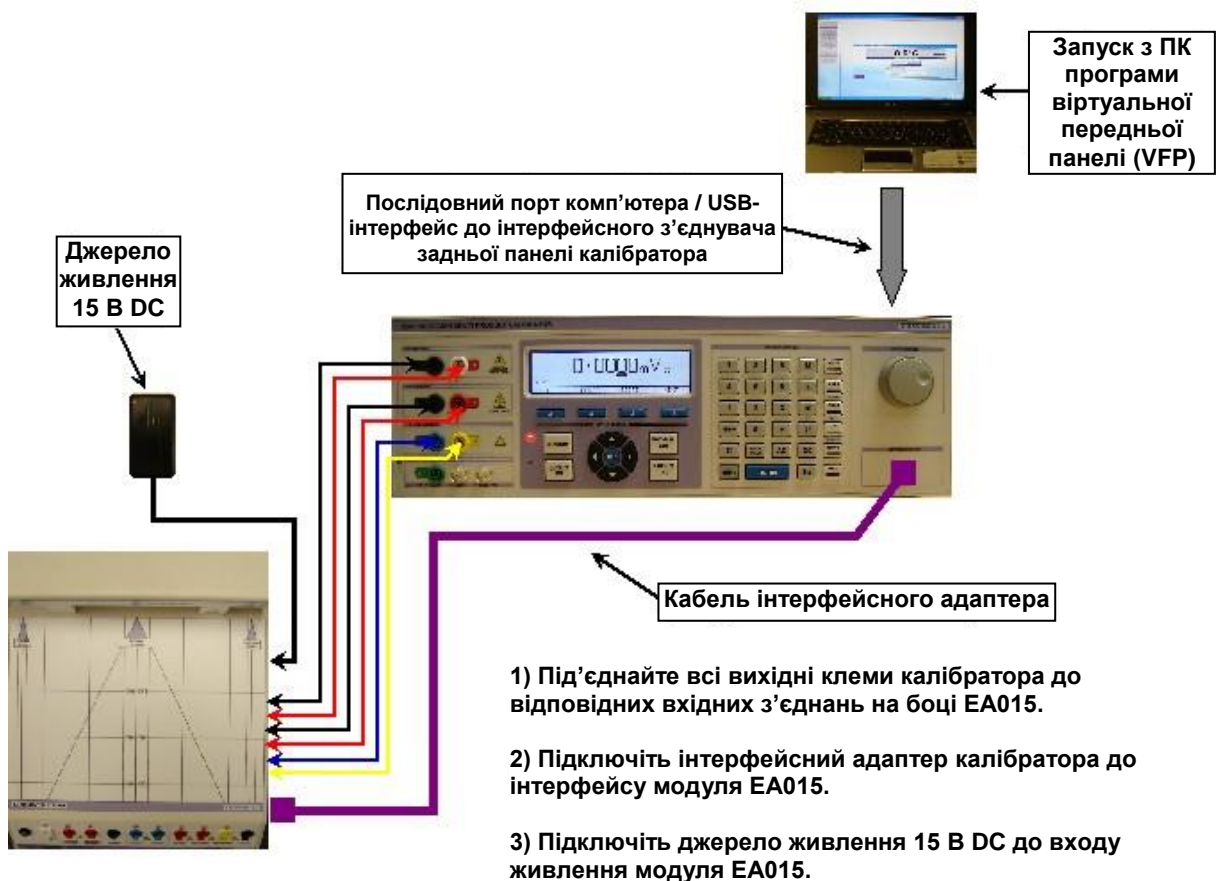 Запуск з ПК
програми
віртуальної
передньої
панелі (VFP)
Послідовний порт комп’ютера / USB-
інтерфейс до інтерфейсного з’єднувача
задньої панелі калібратора
Джерело
живлення
15 В DC
Кабель інтерфейсного адаптера
1) Під’єднайте всі вихідні клеми калібратора до
відповідних вхідних з’єднань на боці EA015.
2) Підключіть інтерфейсний адаптер калібратора до
інтерфейсу модуля EA015.
3) Підключіть джерело живлення 15 В DC до входу
живлення модуля EA015.